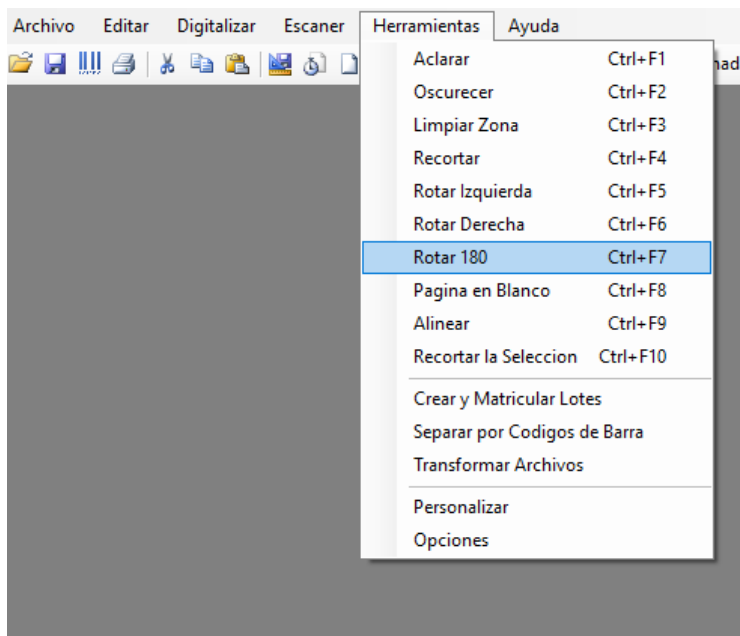 Archivo Editar Digitalizar Escaner Herramientas Ayuda
Aclarar Ctrl+F1
Oscurecer Ctrl+F2
Limpiar Zona Ctrl+F3
Recortar Ctrl+F4
Rotar Izquierda Ctrl+F5
Rotar Derecha Ctrl+F6
Rotar 180 Ctrl+F7
Pagina en Blanco Ctrl+F8
Alinear Ctrl+F9
Recortar la Seleccion Ctrl+F10
Crear y Matricular Lotes
Separar por Codigos de Barra
Transformar Archivos
Personalizar
Opciones